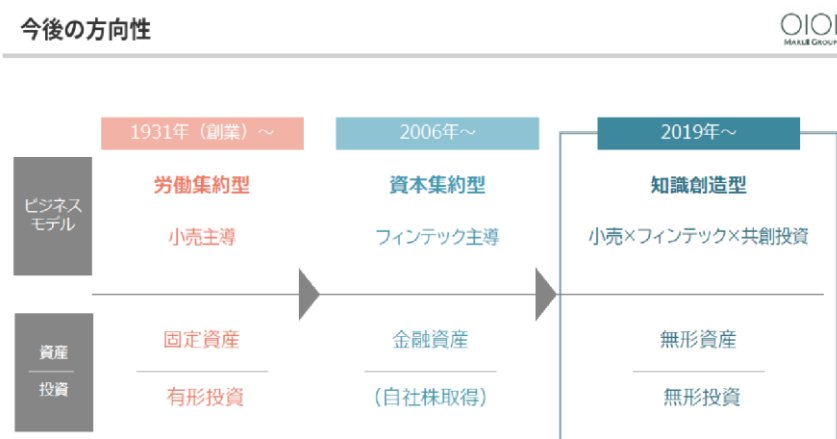 今後の方向性
OIOI
MARUI GROUP
1931年（創業）～
2006年～
2019年～
ビジネス
モデル
労働集約型
資本集約型
知識創造型
小売主導
フィンテック主導
小売×フィンテック×共創投資
資産
固定資産
金融資産
無形資産
投資
有形投資
（自社株取得）
無形投資